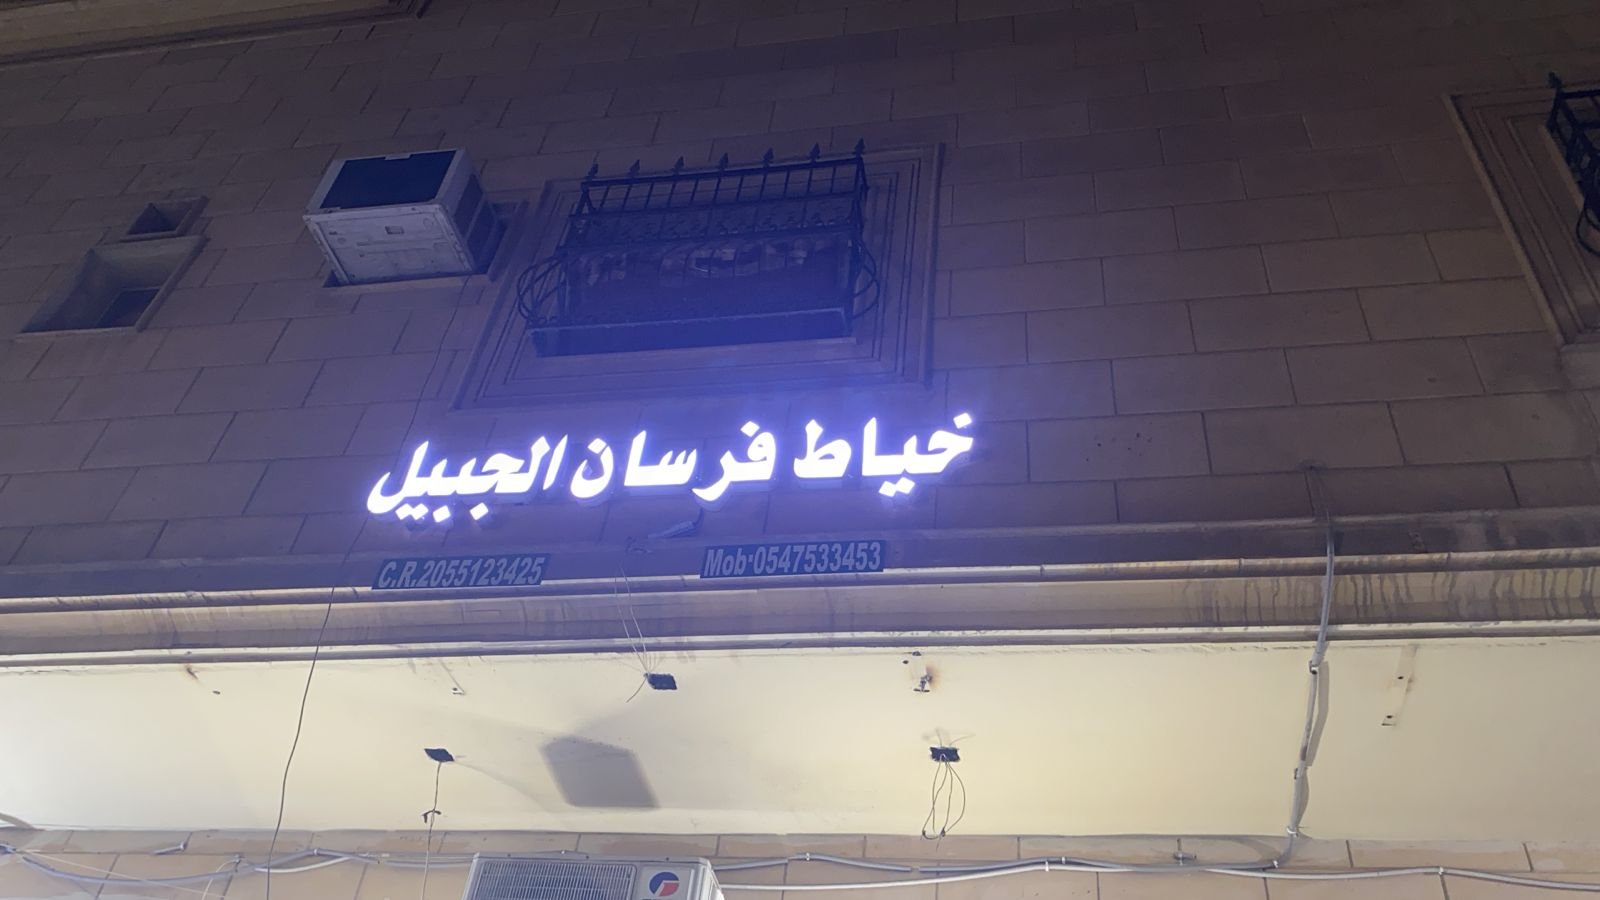 خياط فرسان الجبيل
C.R.2055123425
Mob:0547533453